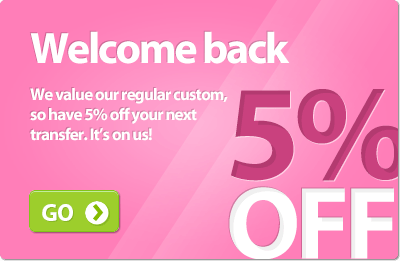 Welcome back
We value our regular custom,
so have 5% off your next
transfer. It's on us!
5%
OFF
GO